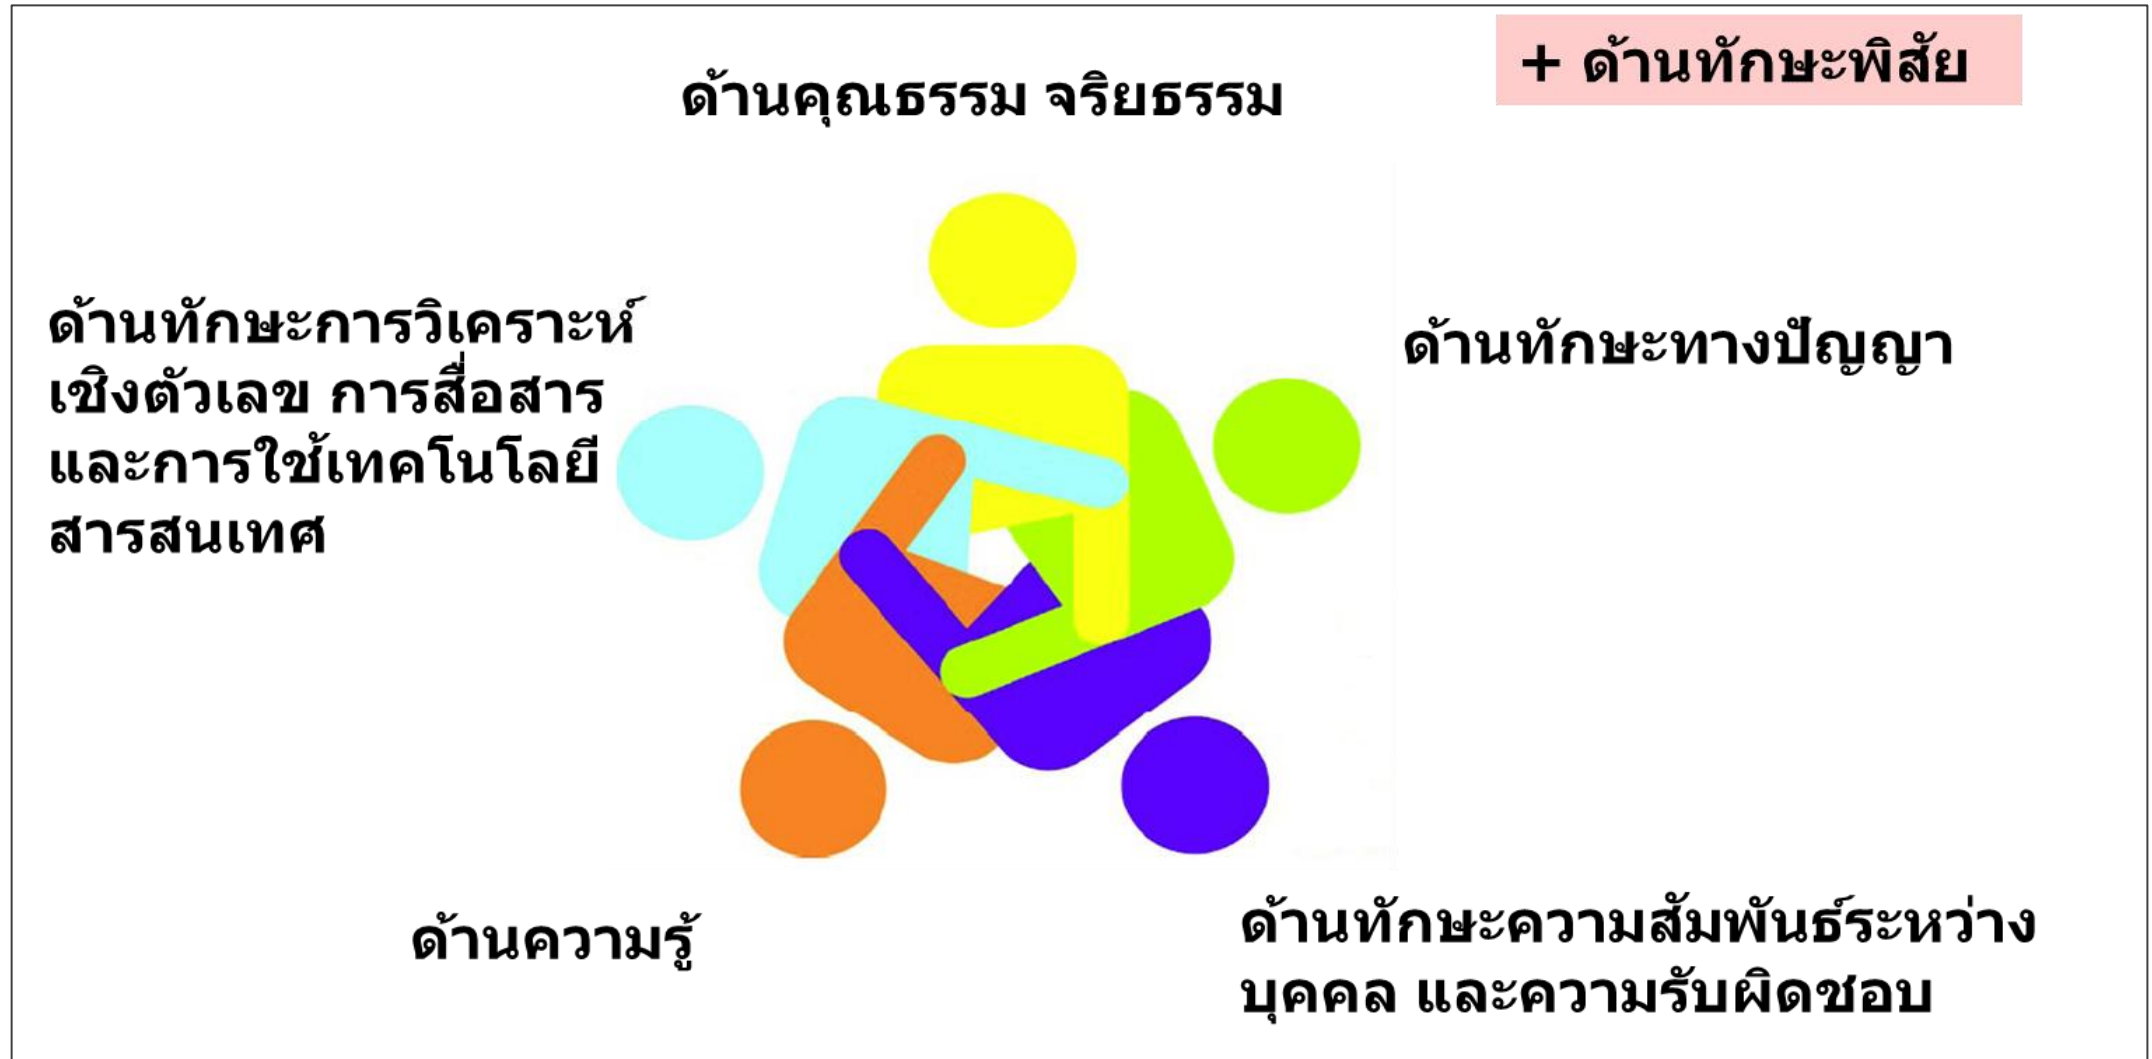 + ด้านทักษะพิสัย
ด้านคุณธรรม จริยธรรม
ด้านทักษะการวิเคราะห์
เชิงตัวเลข การสื่อสาร
และการใช้เทคโนโลยี
สารสนเทศ
ด้านทักษะทางปัญญา
ด้านความรู้
ด้านทักษะความสัมพันธ์ระหว่าง
บุคคล และความรับผิดชอบ